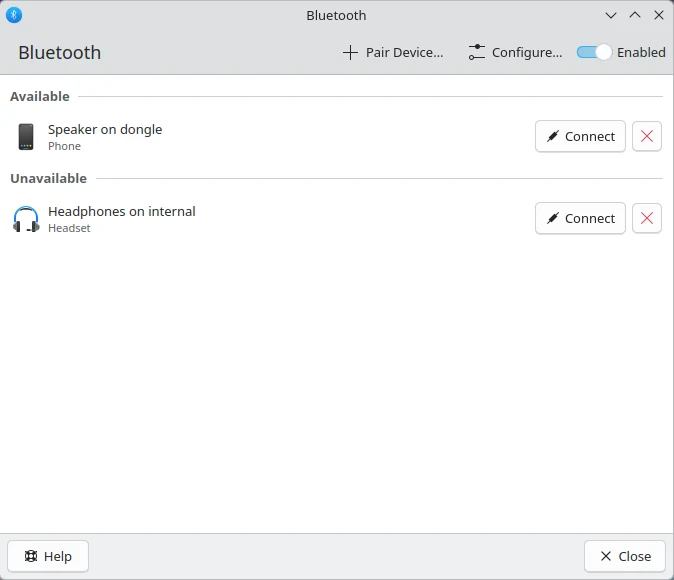 Bluetooth
Bluetooth
Pair Device...
Configure...
Enabled
Available
Speaker on dongle
Phone
Connect
Unavailable
Headphones on internal
Headset
Connect
Help
Close